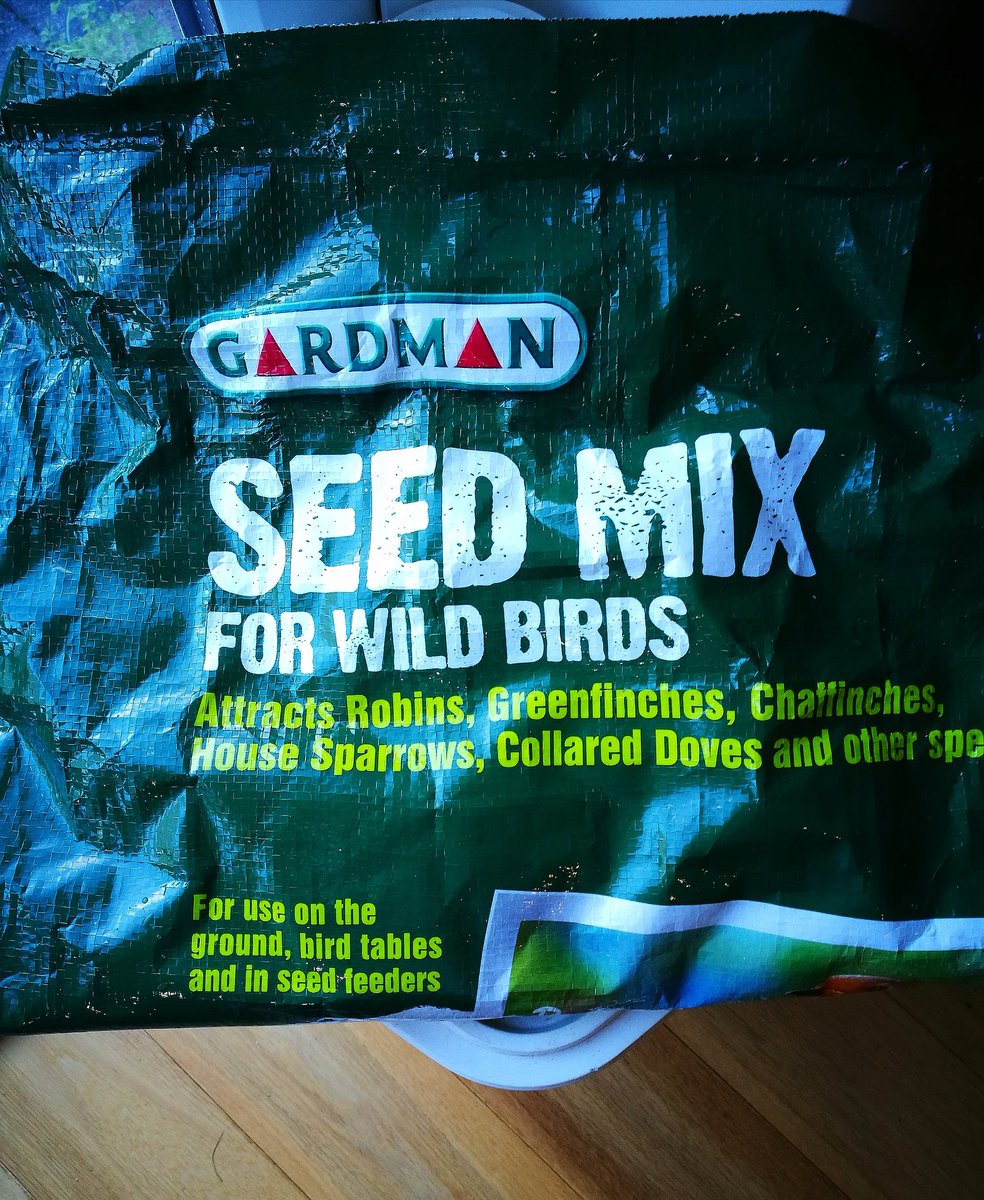 GARDMAN
SEED MIX
FOR WILD BIRDS
Attracts Robins, Greenfinches, Chaffinches,
House Sparrows, Collared Doves and other spe
For use on the
ground, bird tables
and in seed feeders